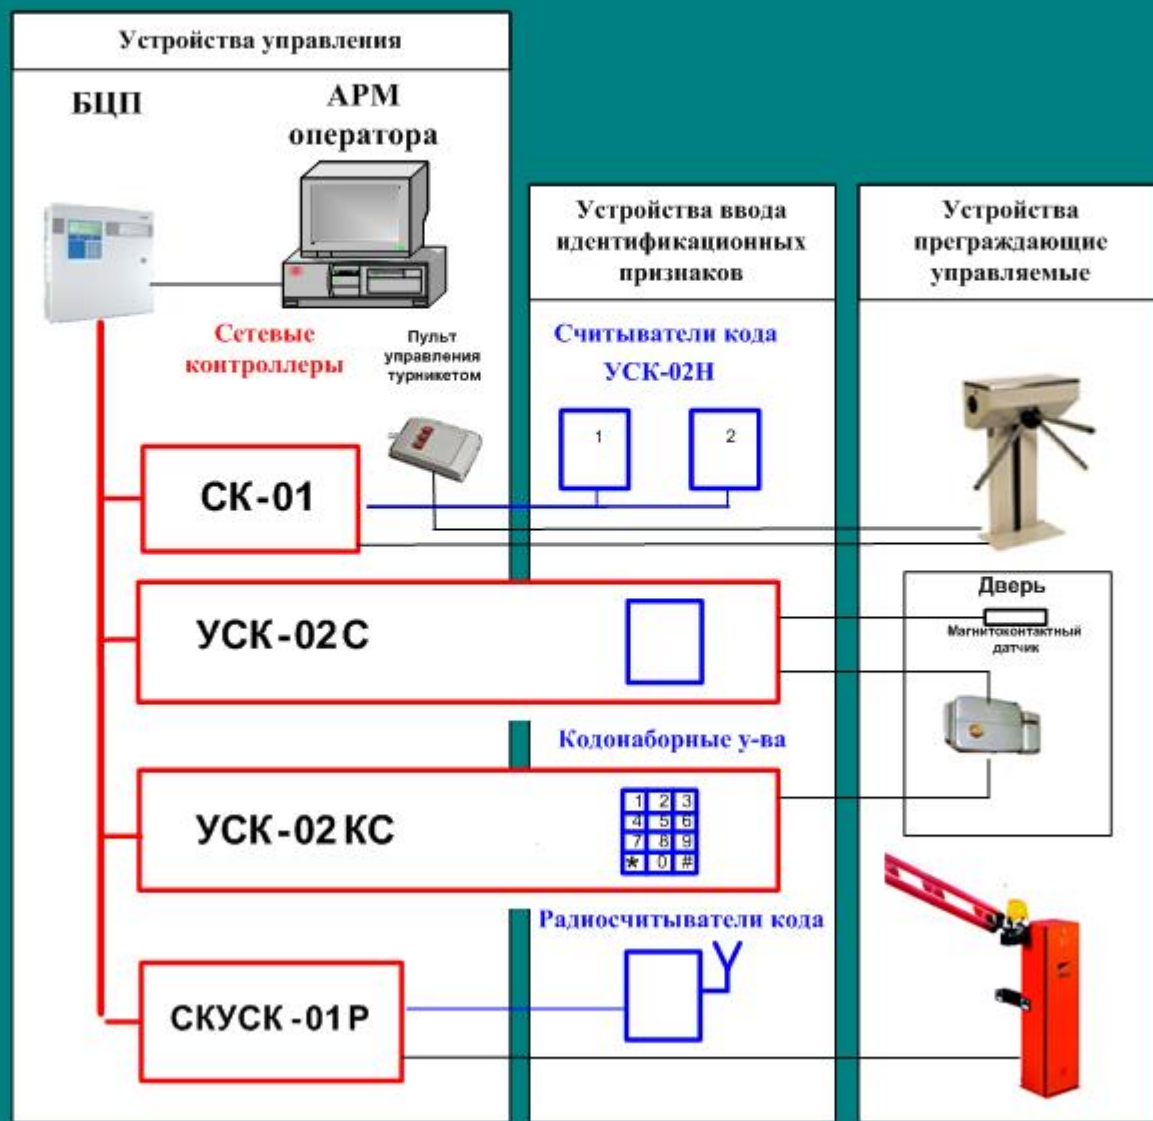 Устройства управления
БЦП
АРМ
оператора
Устройства ввода
идентификационных
признаков
Устройства
преграждающие
управляемые
Сетевые
контроллеры
Пульт
управления
турникетом
Считыватели кода
УСК-02Н
1
2
СК-01
УСК-02С
Дверь
Магнитоконтактный
датчик
Кодонаборные у-ва
УСК-02КС
1 2 3
4 5 6
7 8 9
* 0 #
Радиосчитыватели кода
СКУСК-01Р